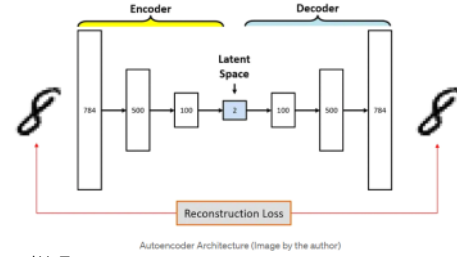 Encoder
Decoder
Latent
Space
784
500
100
2
100
500
784
Reconstruction Loss
Autoencoder Architecture (Image by the author)